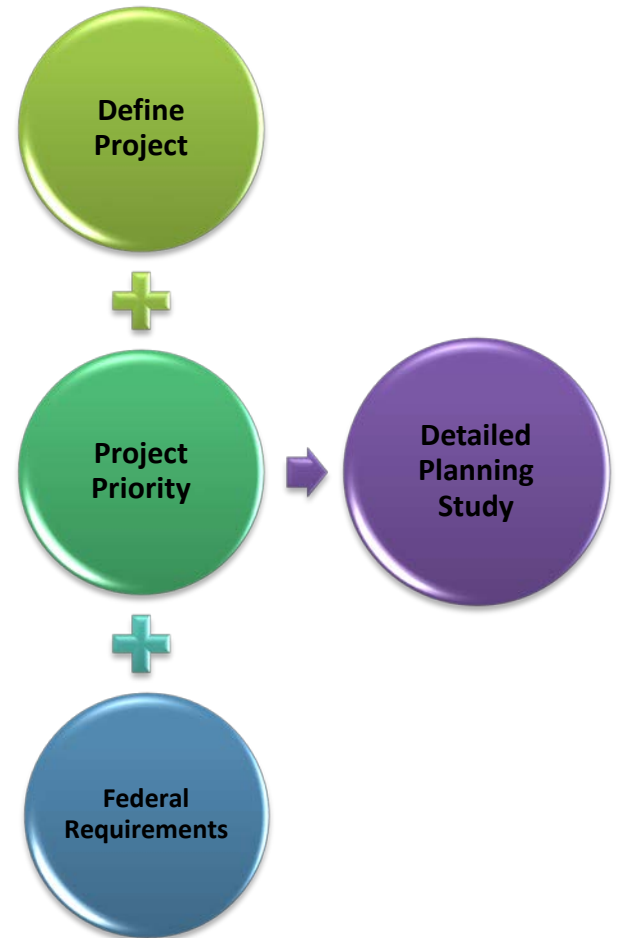 Define
Project
Project
Priority
Detailed
Planning
Study
Federal
Requirements